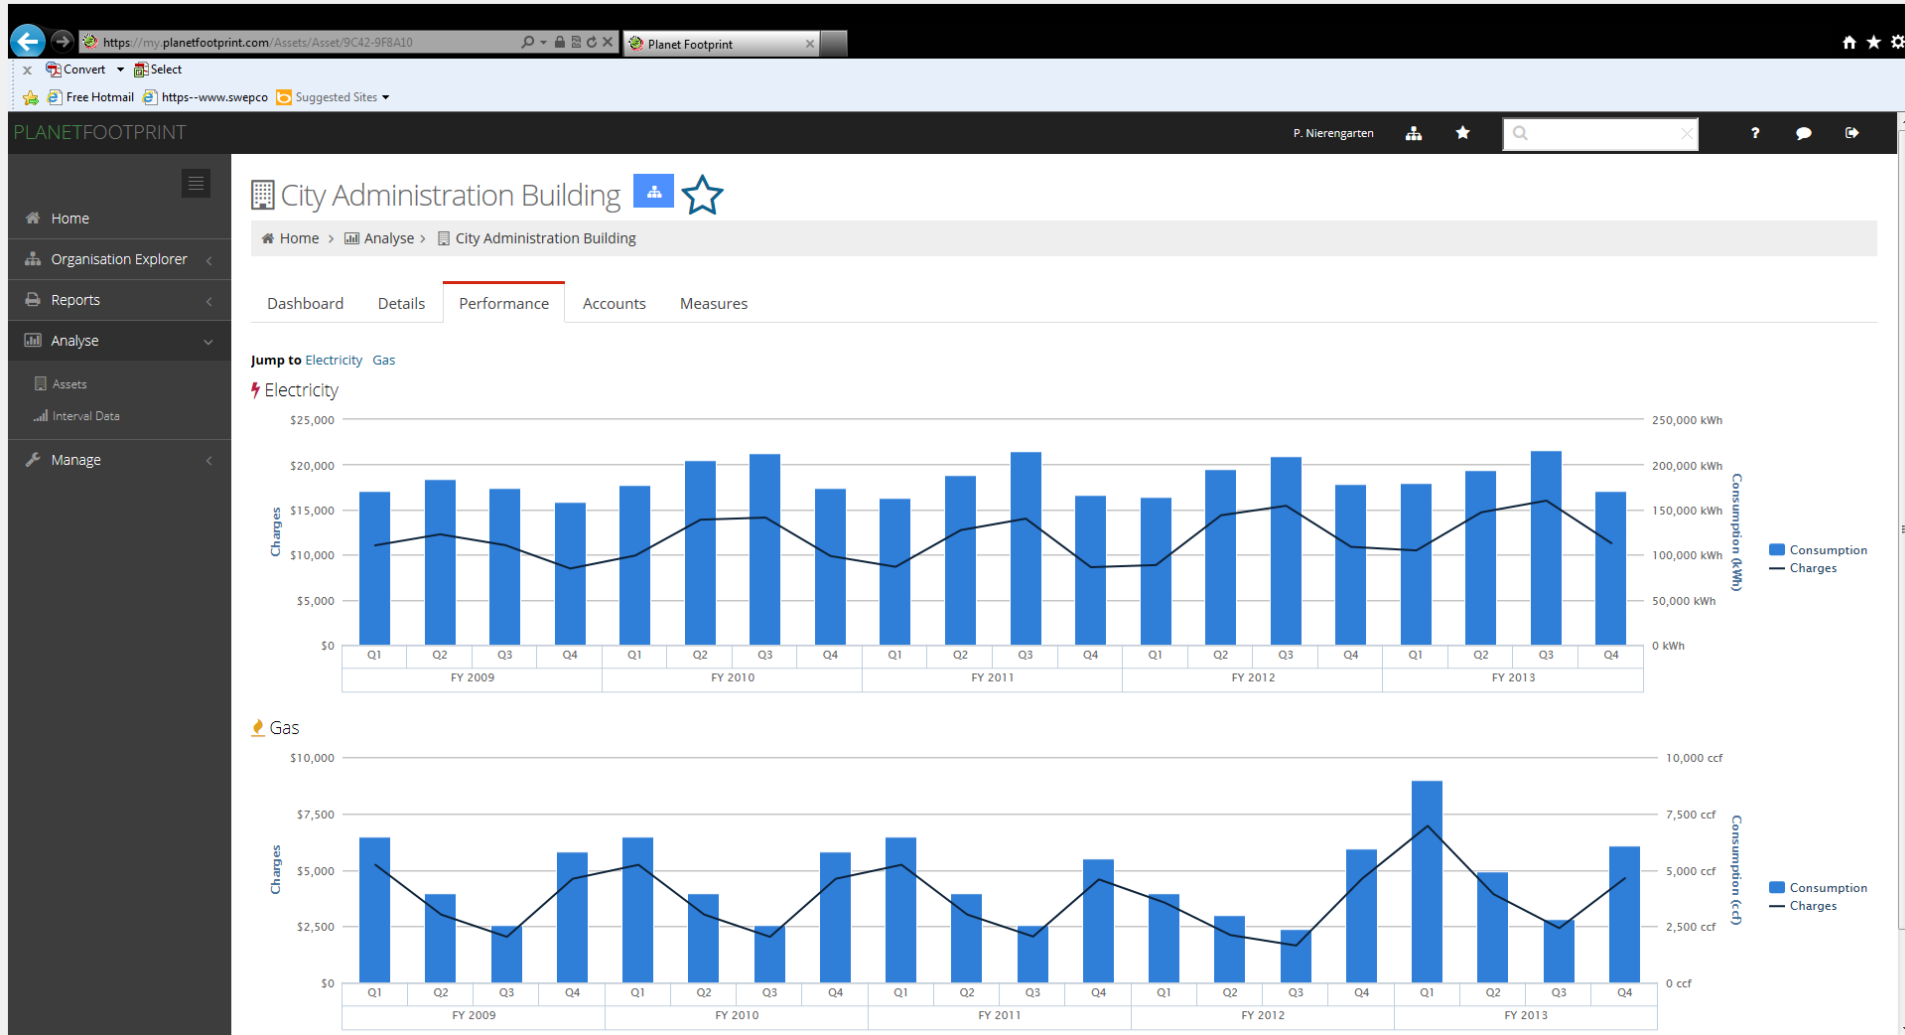 https://my.planetfootprint.com/Assets/Asset/9C42-9F8A10
Planet Footprint
Convert Select
Free Hotmail https--www.swepco Suggested Sites
PLANETFOOTPRINT
P. Nierengarten
?
Home
Organisation Explorer
Reports
Analyse
Assets
Interval Data
Manage
City Administration Building
Home > Analyse > City Administration Building
Dashboard Details Performance Accounts Measures
Jump to Electricity Gas
Electricity
$25,000 250,000 kWh
$20,000 200,000 kWh
$15,000 150,000 kWh
$10,000 100,000 kWh
$5,000 50,000 kWh
$0 0 kWh
Charges
Consumption (kWh)
Consumption
Charges
Q1 Q2 Q3 Q4 Q1 Q2 Q3 Q4 Q1 Q2 Q3 Q4 Q1 Q2 Q3 Q4 Q1 Q2 Q3 Q4
FY 2009 FY 2010 FY 2011 FY 2012 FY 2013
Gas
$10,000 10,000 ccf
$7,500 7,500 ccf
$5,000 5,000 ccf
$2,500 2,500 ccf
$0 0 ccf
Charges
Consumption (ccf)
Consumption
Charges
Q1 Q2 Q3 Q4 Q1 Q2 Q3 Q4 Q1 Q2 Q3 Q4 Q1 Q2 Q3 Q4 Q1 Q2 Q3 Q4
FY 2009 FY 2010 FY 2011 FY 2012 FY 2013